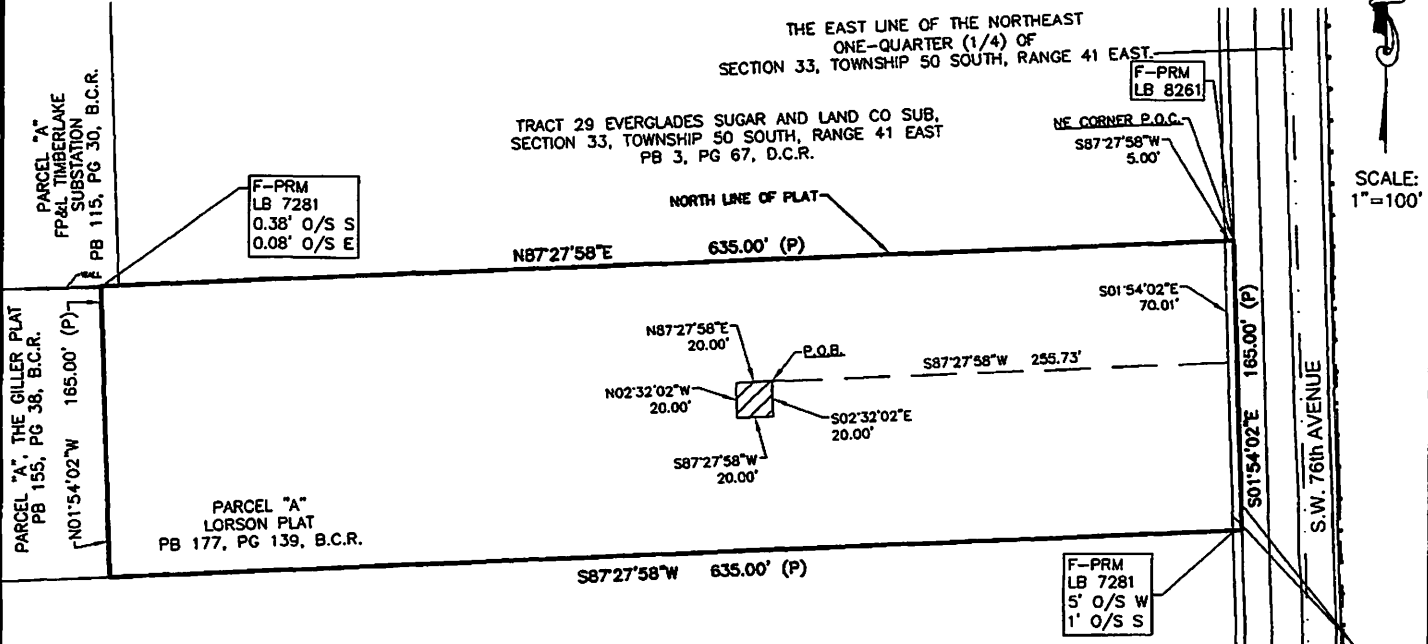 THE EAST LINE OF THE NORTHEAST
ONE-QUARTER (1/4) OF
SECTION 33, TOWNSHIP 50 SOUTH, RANGE 41 EAST.
F-PRM
LB 8261
TRACT 29 EVERGLADES SUGAR AND LAND CO SUB,
SECTION 33, TOWNSHIP 50 SOUTH, RANGE 41 EAST
PB 3, PG 67, D.C.R.
NE CORNER P.O.C.
S87°27'58"W
5.00'
SCALE:
1"=100'
PARCEL "A"
FP&L TIMBERLAKE
SUBSTATION
PB 115, PG 30, B.C.R.
F-PRM
LB 7281
0.38' O/S S
0.08' O/S E
NORTH LINE OF PLAT
N87°27'58"E 635.00' (P)
WALL
PARCEL "A", THE GILLER PLAT
PB 155, PG 38, B.C.R.
N01°54'02"W 165.00' (P)
S01°54'02"E
70.01'
N87°27'58"E
20.00'
P.O.B.
S87°27'58"W 255.73'
N02°32'02"W
20.00'
S02°32'02"E
20.00'
S87°27'58"W
20.00'
S01°54'02"E 165.00' (P)
S.W. 76th AVENUE
PARCEL "A"
LORSON PLAT
PB 177, PG 139, B.C.R.
S87°27'58"W 635.00' (P)
F-PRM
LB 7281
5' O/S W
1' O/S S